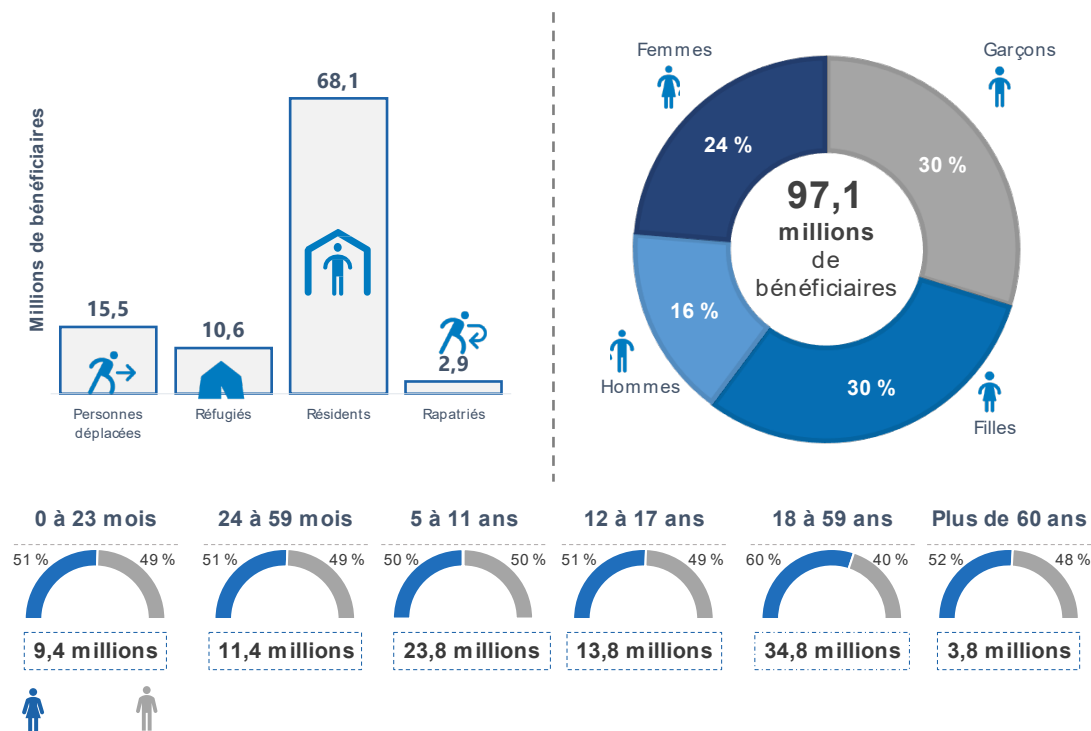 Millions de bénéficiaires
68,1
15,5
10,6
2,9
Personnes
déplacées
Réfugiés
Résidents
Rapatriés
Femmes
Garçons
24 %
30 %
97,1
millions
de
bénéficiaires
16 %
30 %
Hommes
Filles
0 à 23 mois
24 à 59 mois
5 à 11 ans
12 à 17 ans
18 à 59 ans
Plus de 60 ans
51 %
49 %
51 %
49 %
50 %
50 %
51 %
49 %
60 %
40 %
52 %
48 %
9,4 millions
11,4 millions
23,8 millions
13,8 millions
34,8 millions
3,8 millions